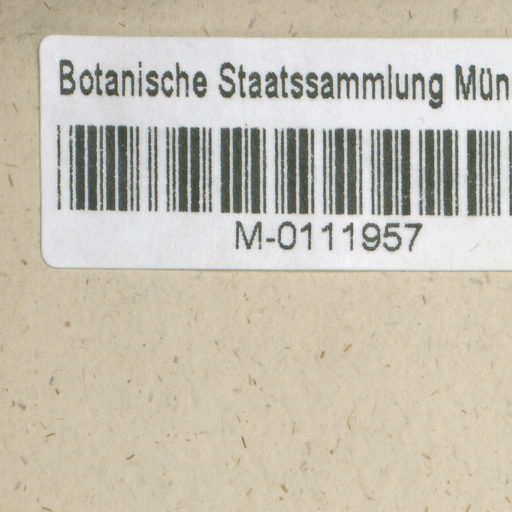 Botanische Staatssammlung Mün
M-0111957